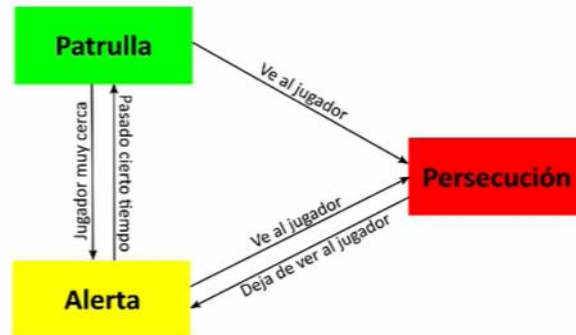 Patrulla
Ve al jugador
Jugador muy cerca
Pasado cierto tiempo
Persecución
Ve al jugador
Deja de ver al jugador
Alerta